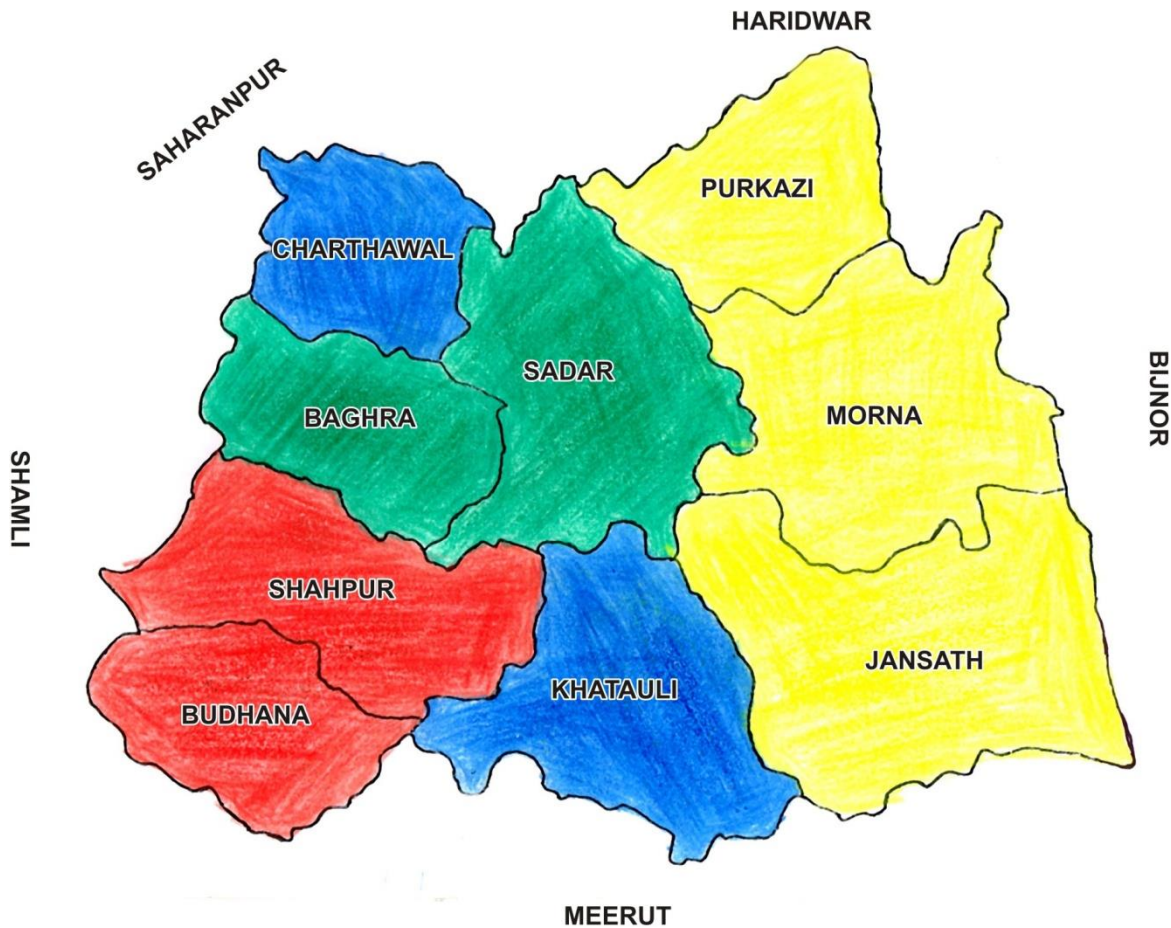 HARIDWAR
SAHARANPUR
PURKAZI
CHARTHAWAL
SADAR
BAGHRA
MORNA
BIJNOR
SHAMLI
SHAHPUR
JANSATH
KHATAULI
BUDHANA
MEERUT